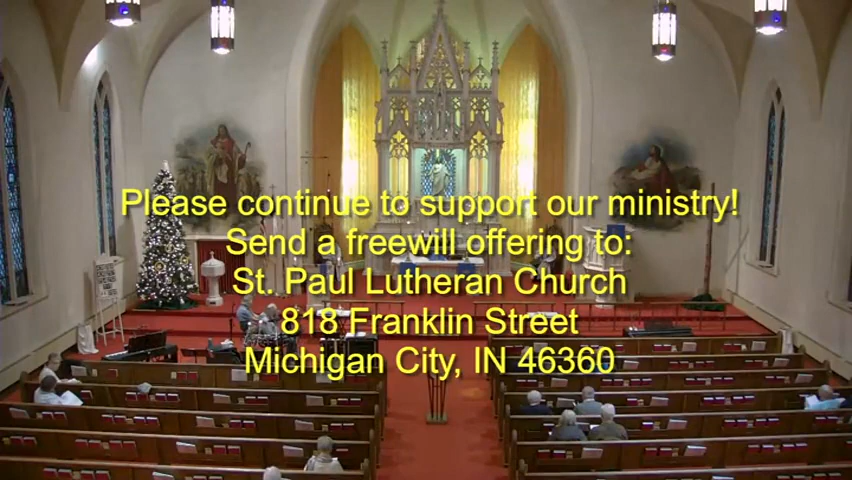 Please continue to support our ministry!
Send a freewill offering to:
St. Paul Lutheran Church
818 Franklin Street
Michigan City, IN 46360